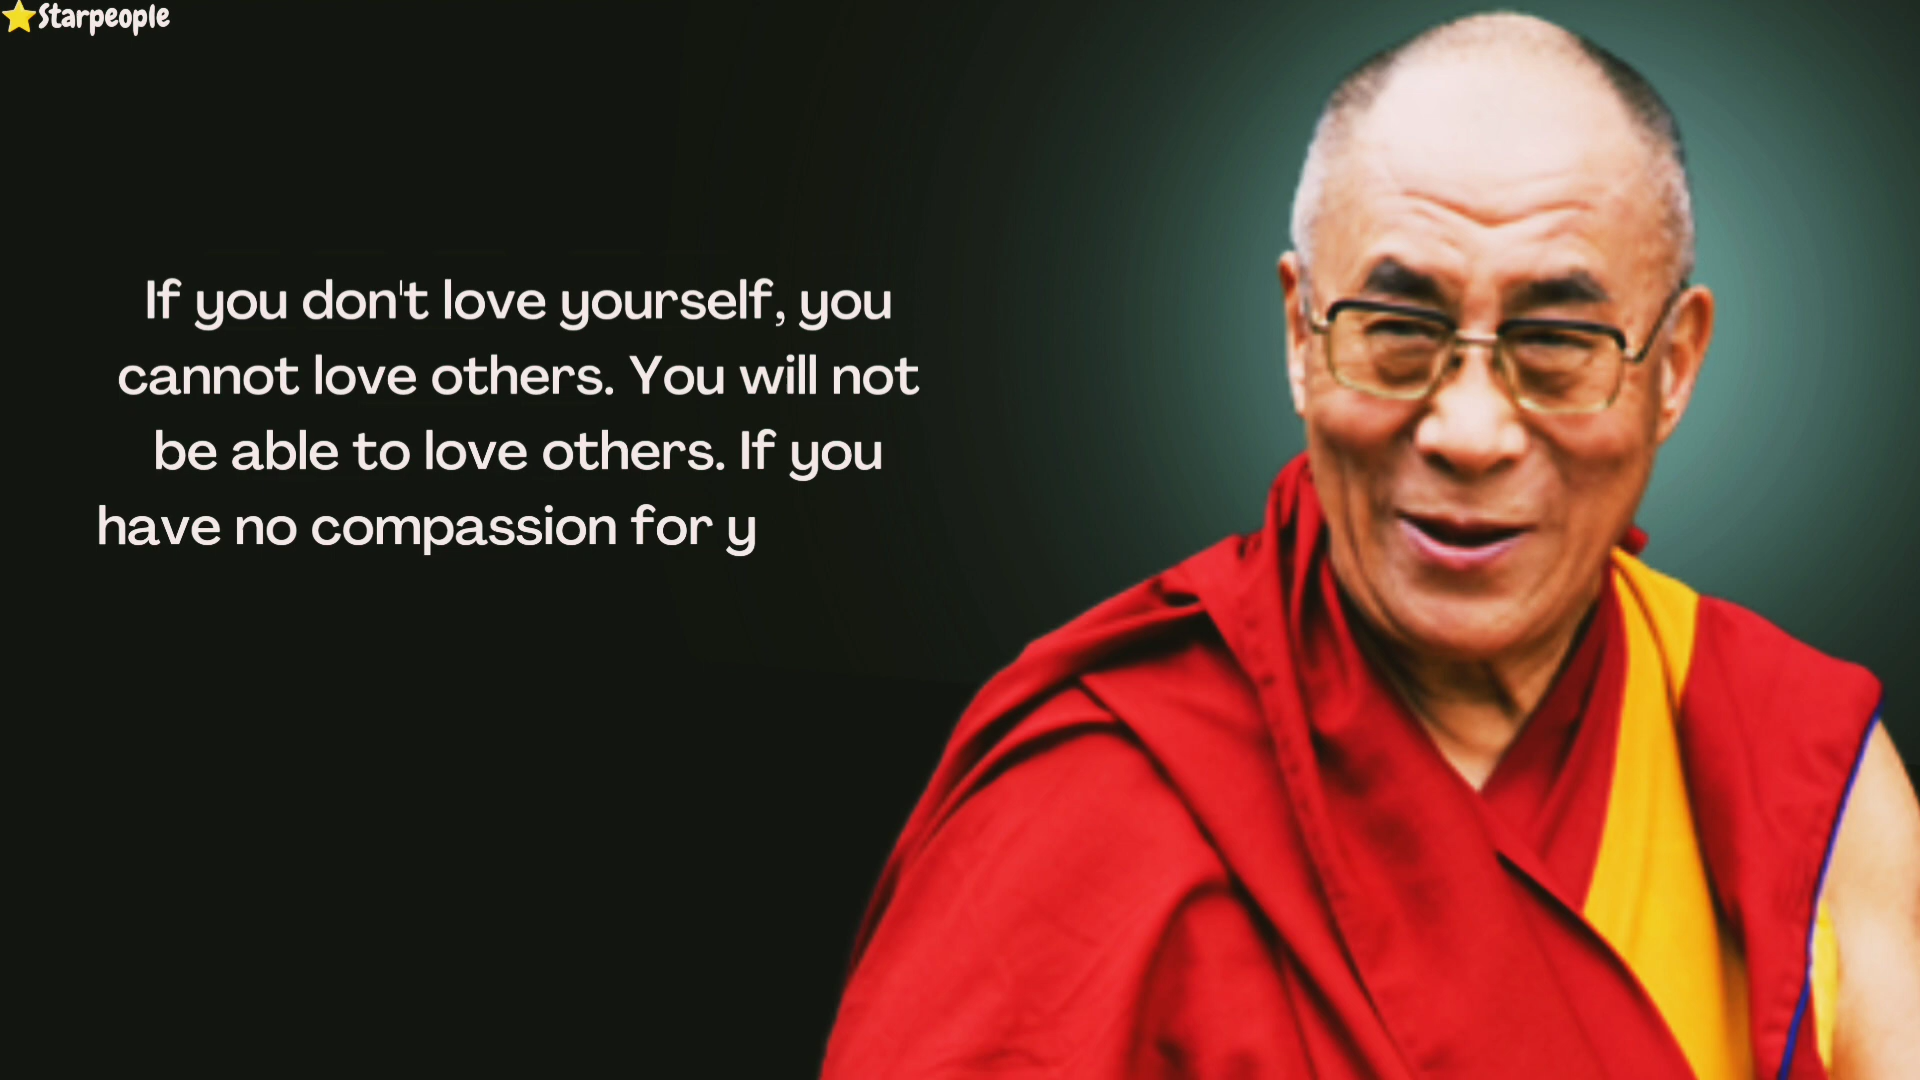 Starpeople
If you don't love yourself, you
cannot love others. You will not
be able to love others. If you
have no compassion for y